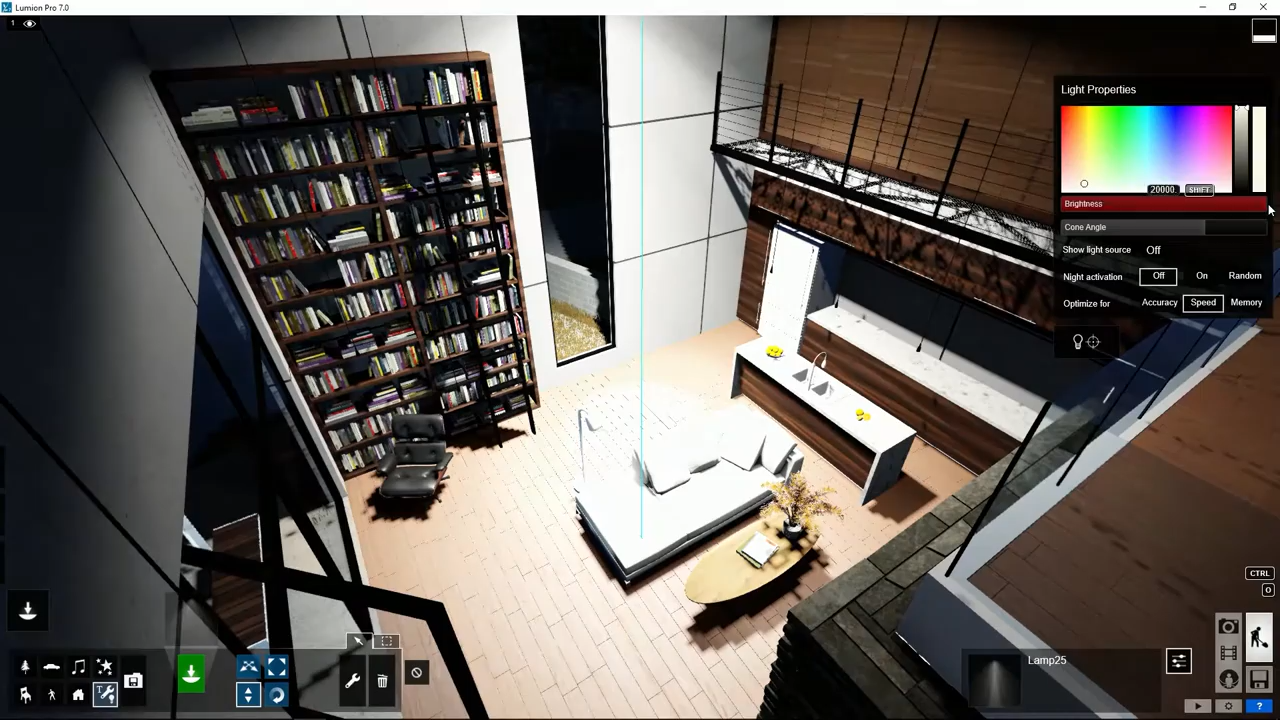 Lumion Pro 7.0
1
Light Properties
20000 SHIFT
Brightness
Cone Angle
Show light source Off
Night activation Off On Random
Optimize for Accuracy Speed Memory
CTRL
O
Lamp25
?